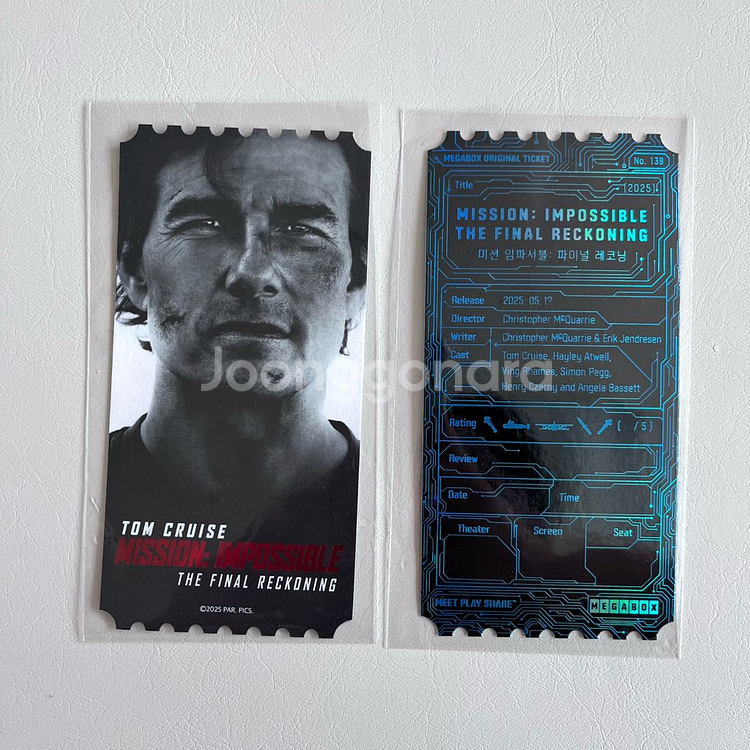 TOM CRUISE
MISSION: IMPOSSIBLE
THE FINAL RECKONING
©2025 PAR. PICS.
MEGABOX ORIGINAL TICKET
No. 139
Title
(2025)
MISSION: IMPOSSIBLE
THE FINAL RECKONING
미션 임파서블: 파이널 레코닝
Release 2025. 05. 17
Director Christopher McQuarrie
Writer Christopher McQuarrie & Erik Jendresen
Cast Tom Cruise, Hayley Atwell,
Ving Rhames, Simon Pegg,
Henry Czerny and Angela Bassett
Rating ( /5)
Review
Date Time
Theater Screen Seat
MEET PLAY SHARE
MEGABOX
Joonggonara